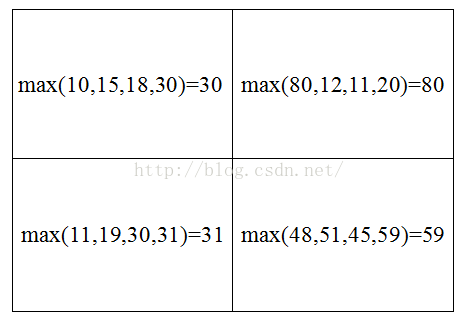 max(10,15,18,30)=30 max(80,12,11,20)=80
http://blog.csdn.net/
max(11,19,30,31)=31 max(48,51,45,59)=59